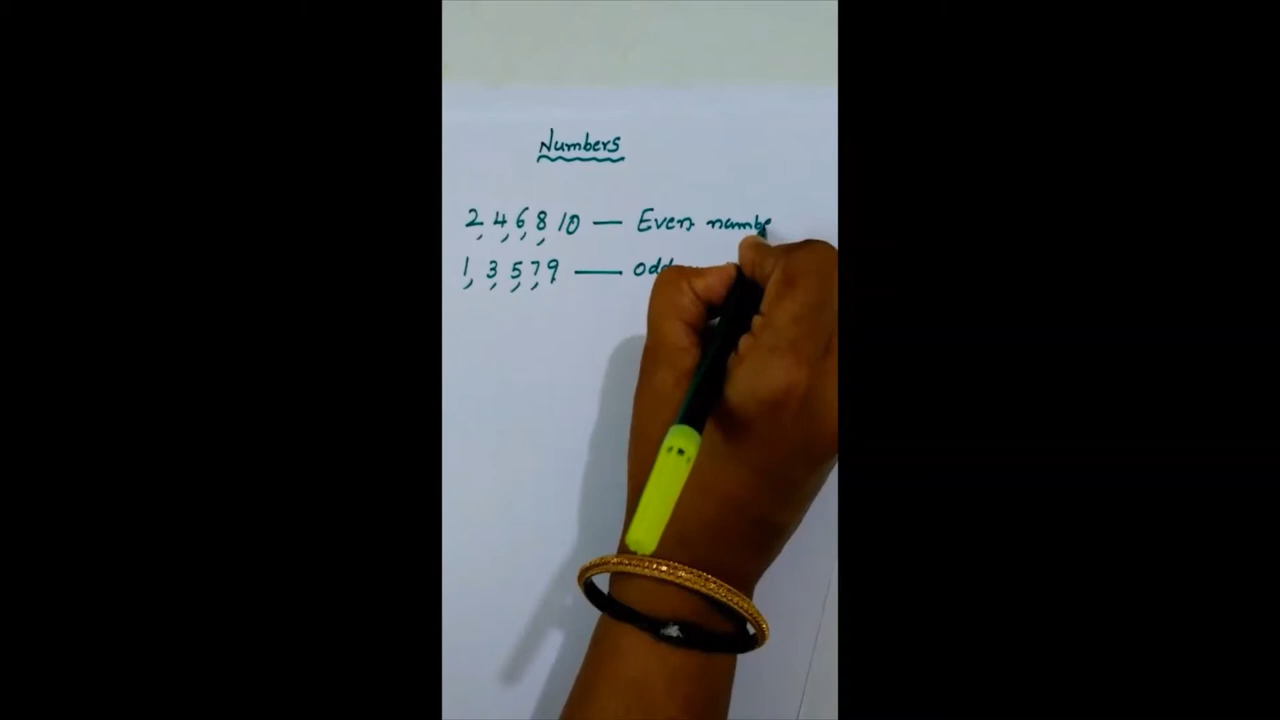 Numbers
2, 4, 6, 8, 10 — Even numbe
1, 3, 5, 7, 9 — odd